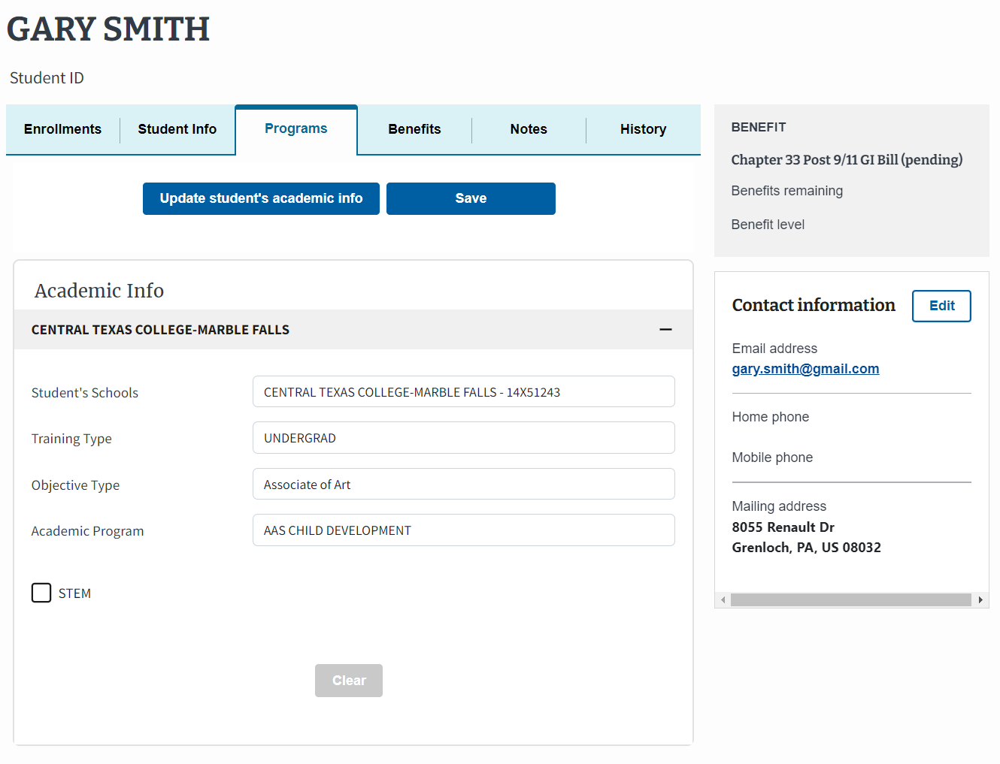 GARY SMITH
Student ID
Enrollments
Student Info
Programs
Benefits
Notes
History
Update student's academic info
Save
Academic Info
CENTRAL TEXAS COLLEGE-MARBLE FALLS
Student's Schools
CENTRAL TEXAS COLLEGE-MARBLE FALLS - 14X51243
Training Type
UNDERGRAD
Objective Type
Associate of Art
Academic Program
AAS CHILD DEVELOPMENT
STEM
Clear
BENEFIT
Chapter 33 Post 9/11 GI Bill (pending)
Benefits remaining
Benefit level
Contact information
Edit
Email address
gary.smith@gmail.com
Home phone
Mobile phone
Mailing address
8055 Renault Dr
Grenloch, PA, US 08032